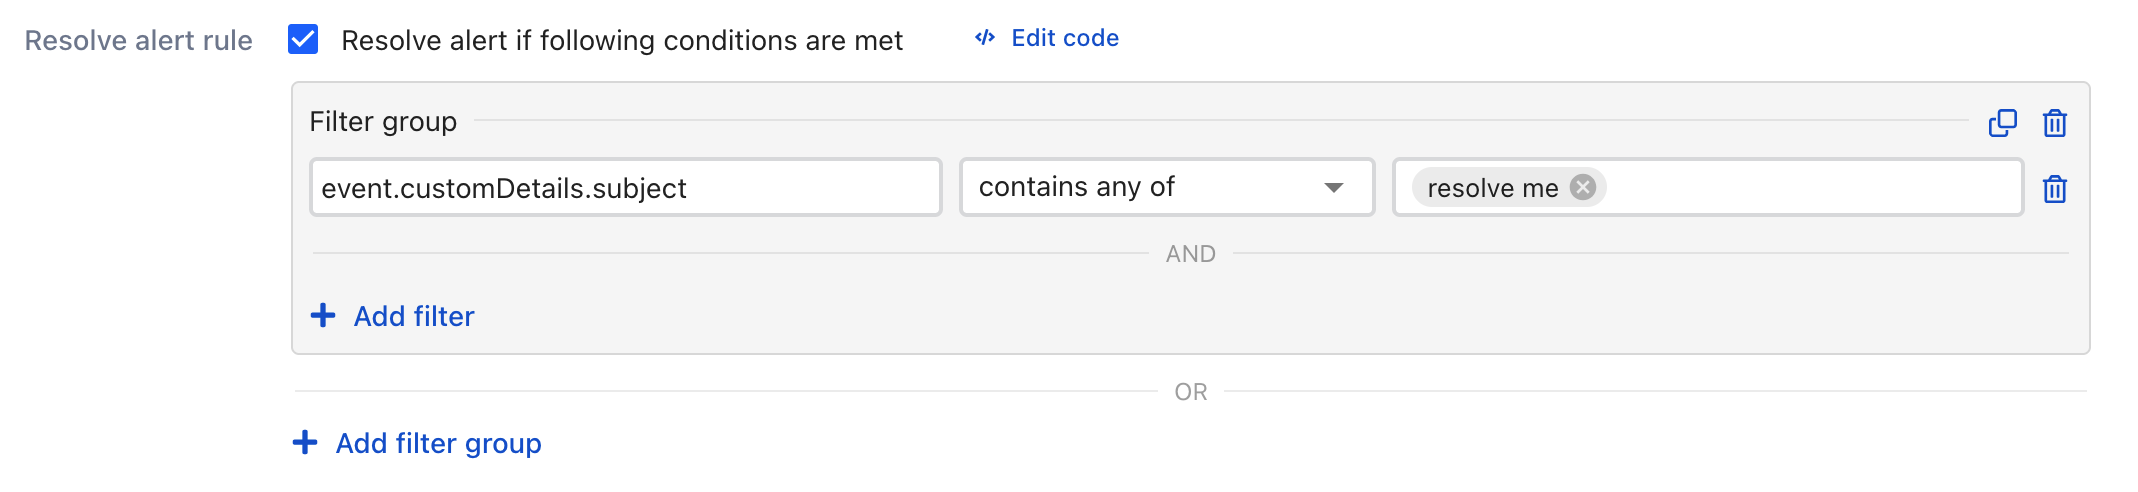 Resolve alert rule Resolve alert if following conditions are met Edit code
Filter group
event.customDetails.subject contains any of resolve me
AND
Add filter
OR
Add filter group